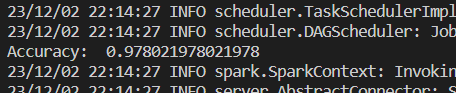 23/12/02 22:14:27 INFO scheduler.TaskSchedulerImpl
23/12/02 22:14:27 INFO scheduler.DAGScheduler: Job
Accuracy:  0.978021978021978
23/12/02 22:14:27 INFO spark.SparkContext: Invokin
23/12/02 22:14:27 INFO server.AbstractConnector: S